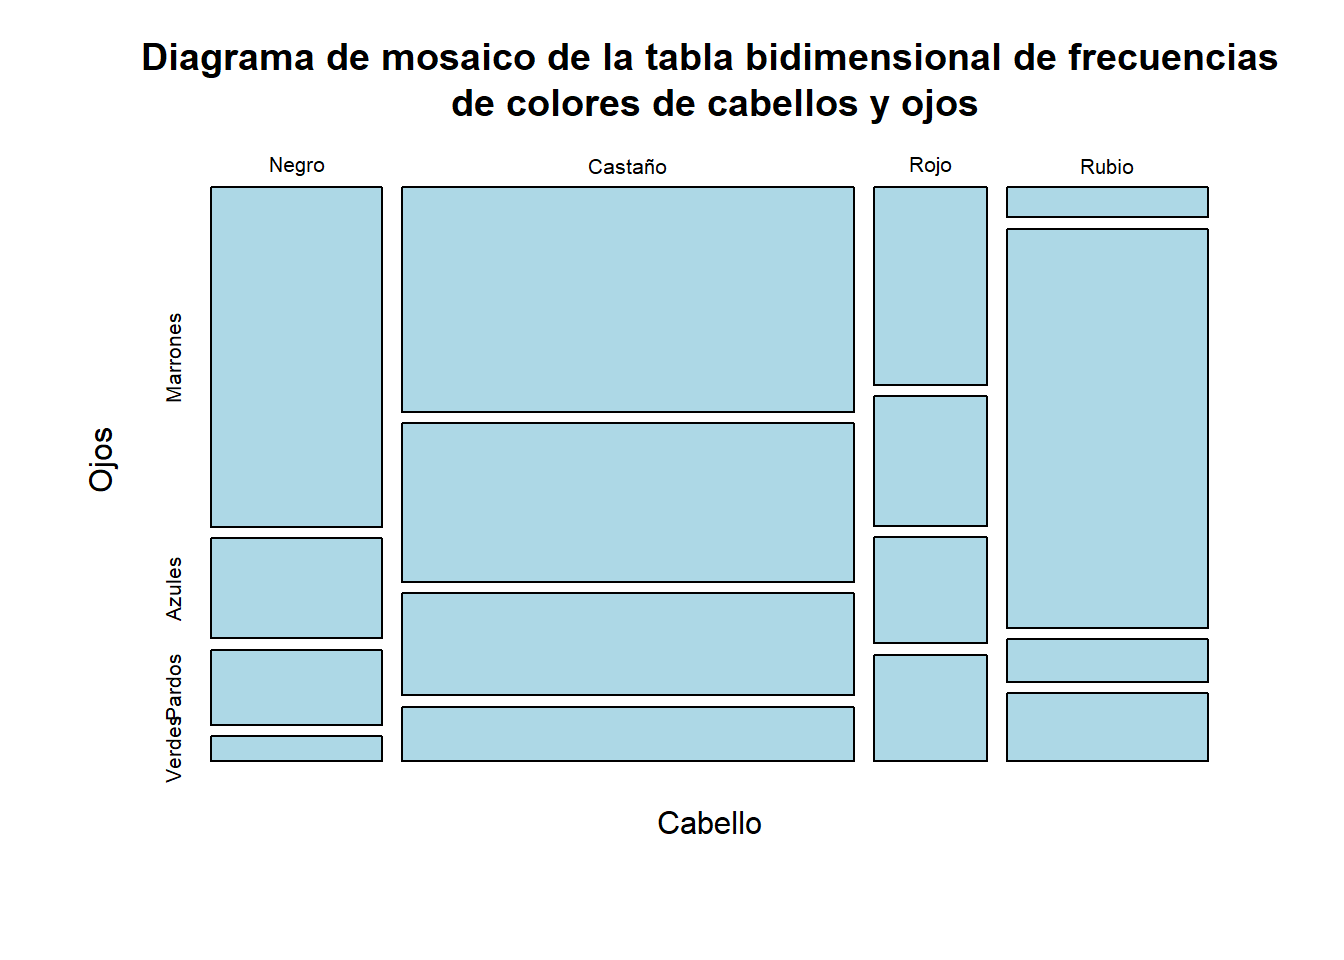 Diagrama de mosaico de la tabla bidimensional de frecuencias
de colores de cabellos y ojos
Negro
Castaño
Rojo
Rubio
Marrones
Azules
Pardos
Verdes
Ojos
Cabello